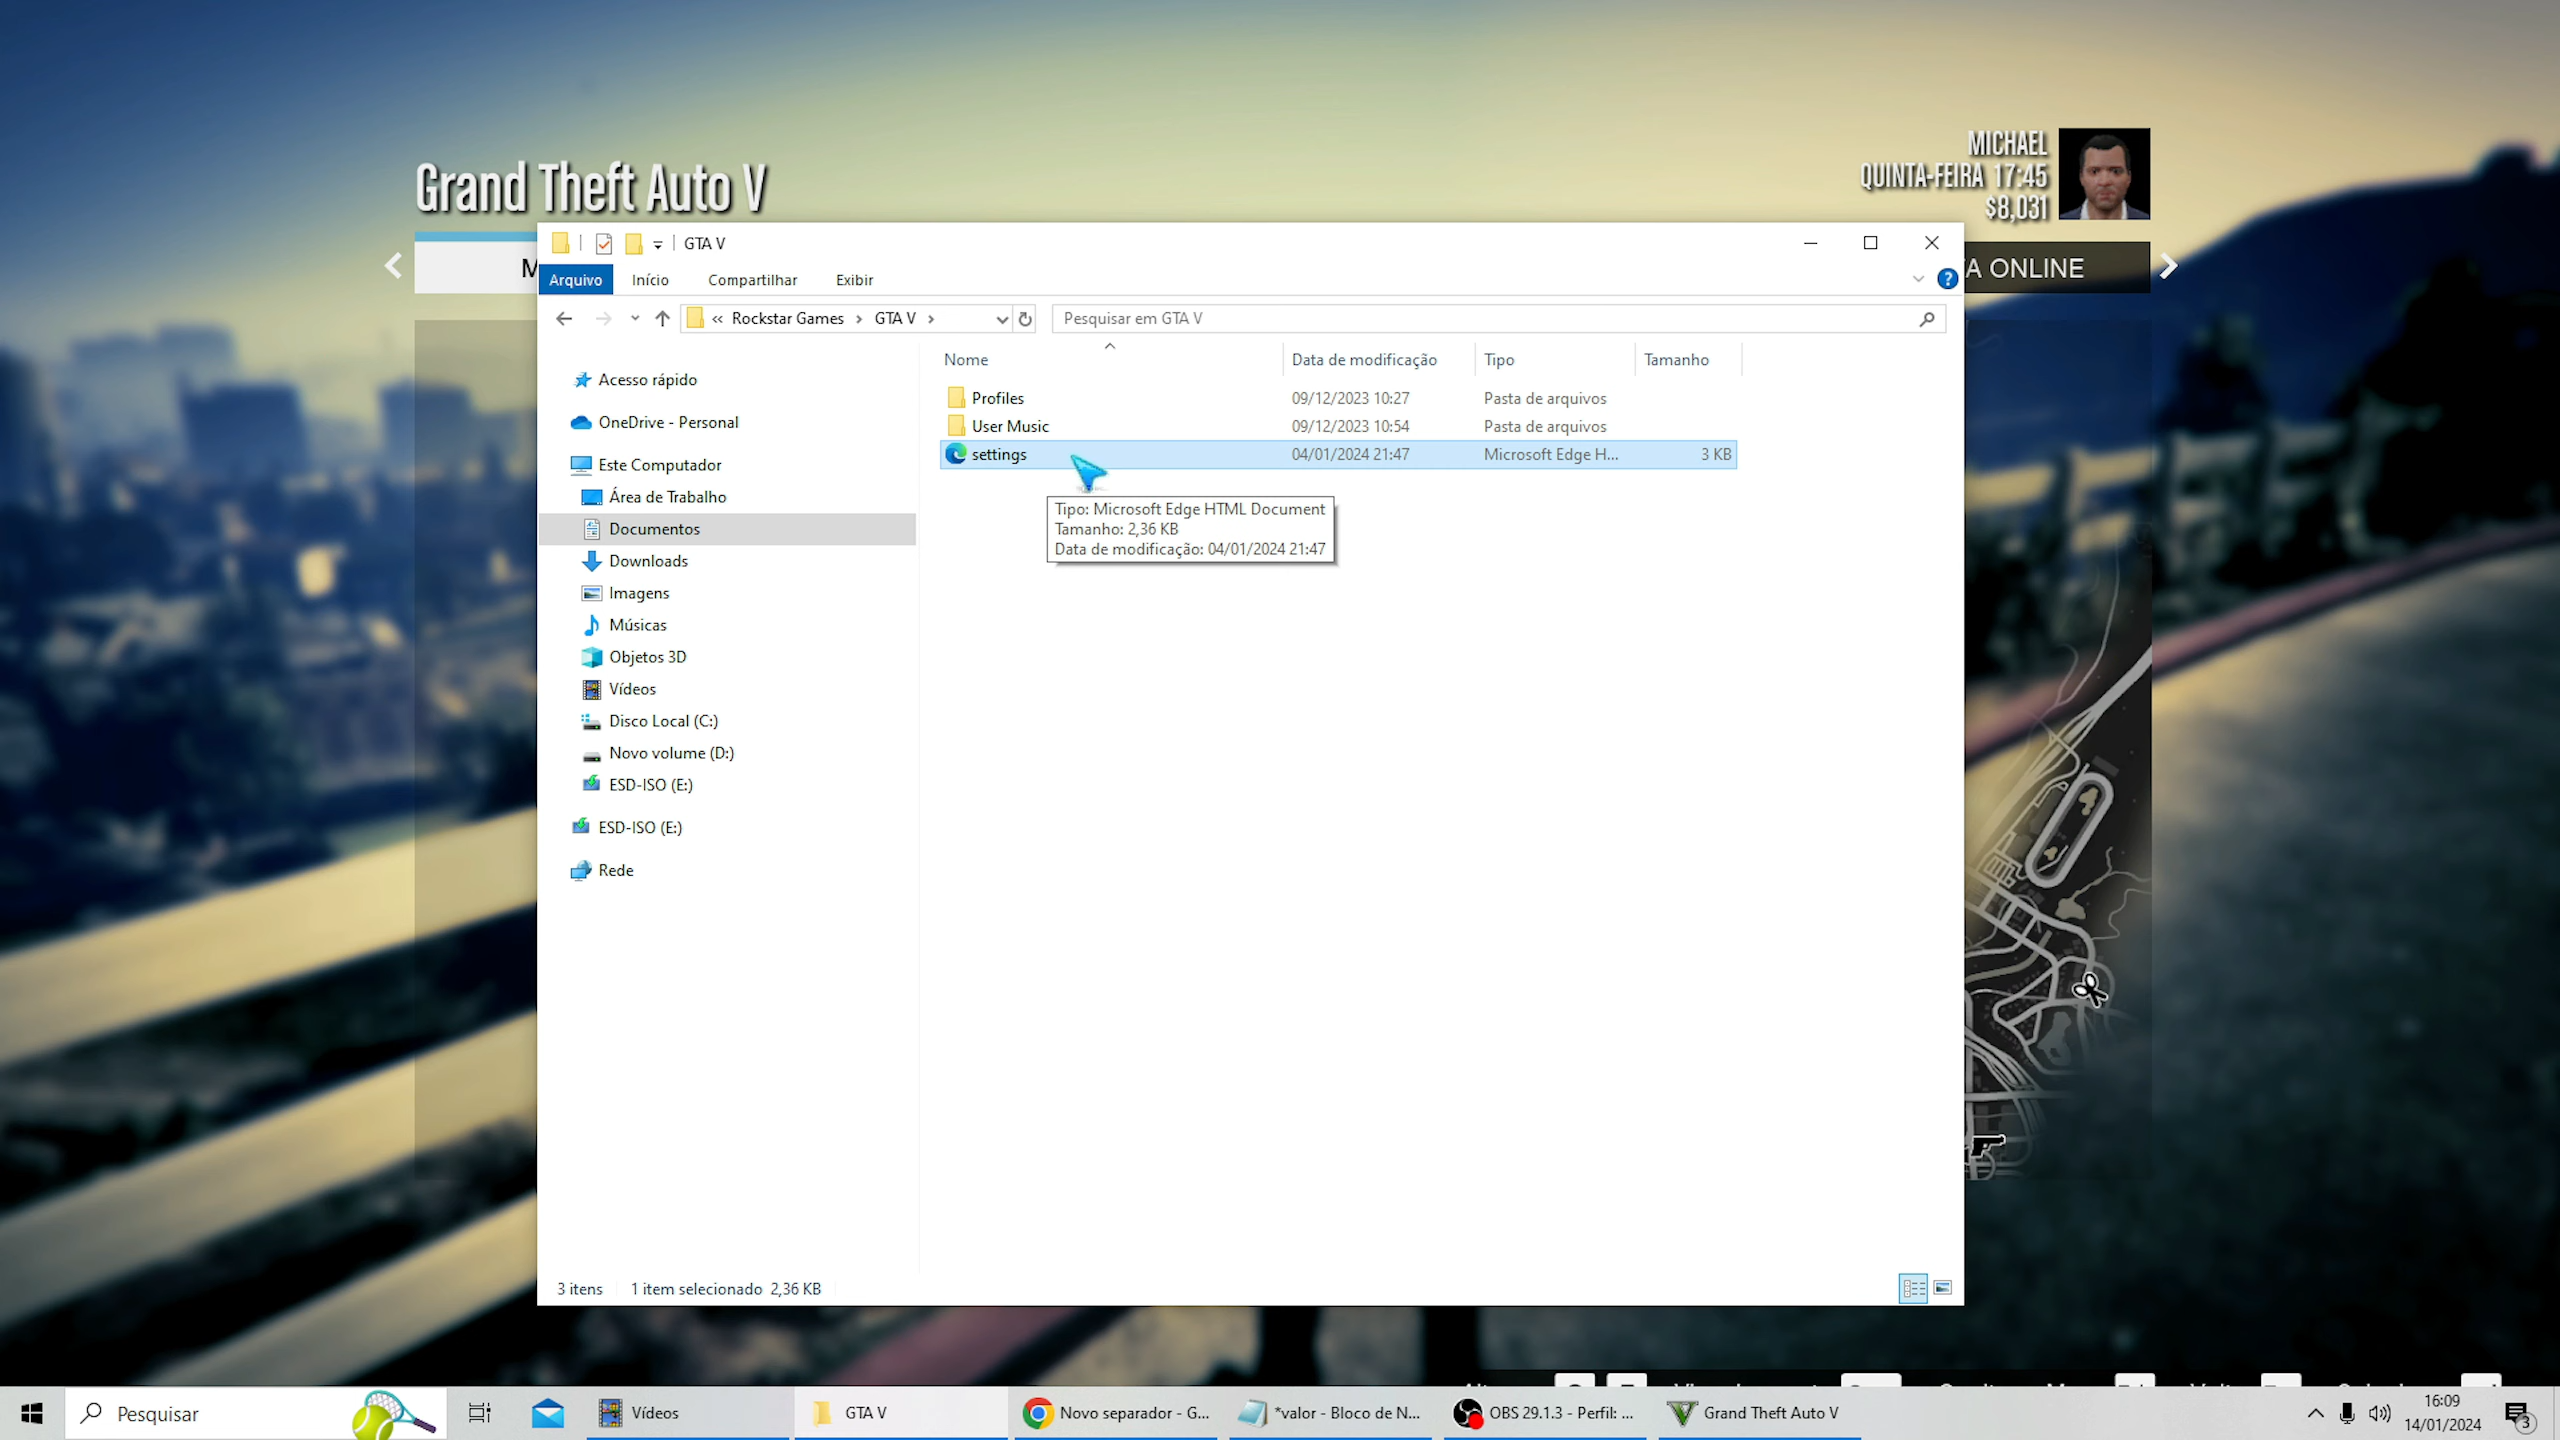 Grand Theft Auto V
MICHAEL
QUINTA-FEIRA 17:45
$8,031
M
A ONLINE
GTA V
Arquivo Início Compartilhar Exibir
« Rockstar Games › GTA V ›
Pesquisar em GTA V
Nome Data de modificação Tipo Tamanho
Profiles 09/12/2023 10:27 Pasta de arquivos
User Music 09/12/2023 10:54 Pasta de arquivos
settings 04/01/2024 21:47 Microsoft Edge H... 3 KB
Tipo: Microsoft Edge HTML Document
Tamanho: 2,36 KB
Data de modificação: 04/01/2024 21:47
Acesso rápido
OneDrive - Personal
Este Computador
Área de Trabalho
Documentos
Downloads
Imagens
Músicas
Objetos 3D
Vídeos
Disco Local (C:)
Novo volume (D:)
ESD-ISO (E:)
ESD-ISO (E:)
Rede
3 itens 1 item selecionado 2,36 KB
Pesquisar
Vídeos
GTA V
Novo separador - G...
*valor - Bloco de N...
OBS 29.1.3 - Perfil: ...
Grand Theft Auto V
16:09
14/01/2024
3